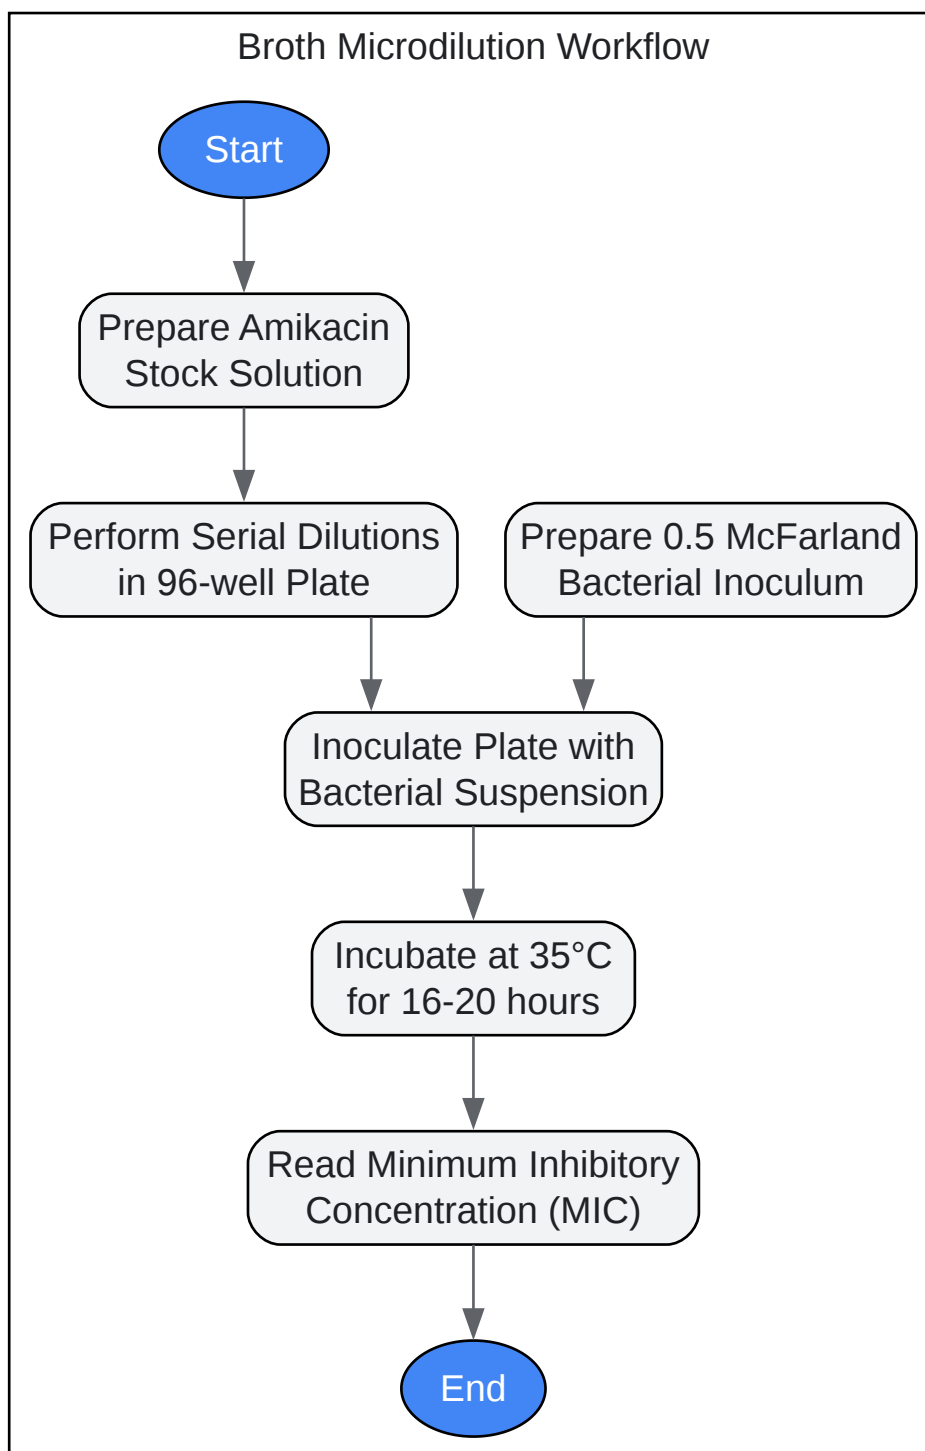 Broth Microdilution Workflow
Start
Prepare Amikacin
Stock Solution
Perform Serial Dilutions
in 96-well Plate
Prepare 0.5 McFarland
Bacterial Inoculum
Inoculate Plate with
Bacterial Suspension
Incubate at 35°C
for 16-20 hours
Read Minimum Inhibitory
Concentration (MIC)
End